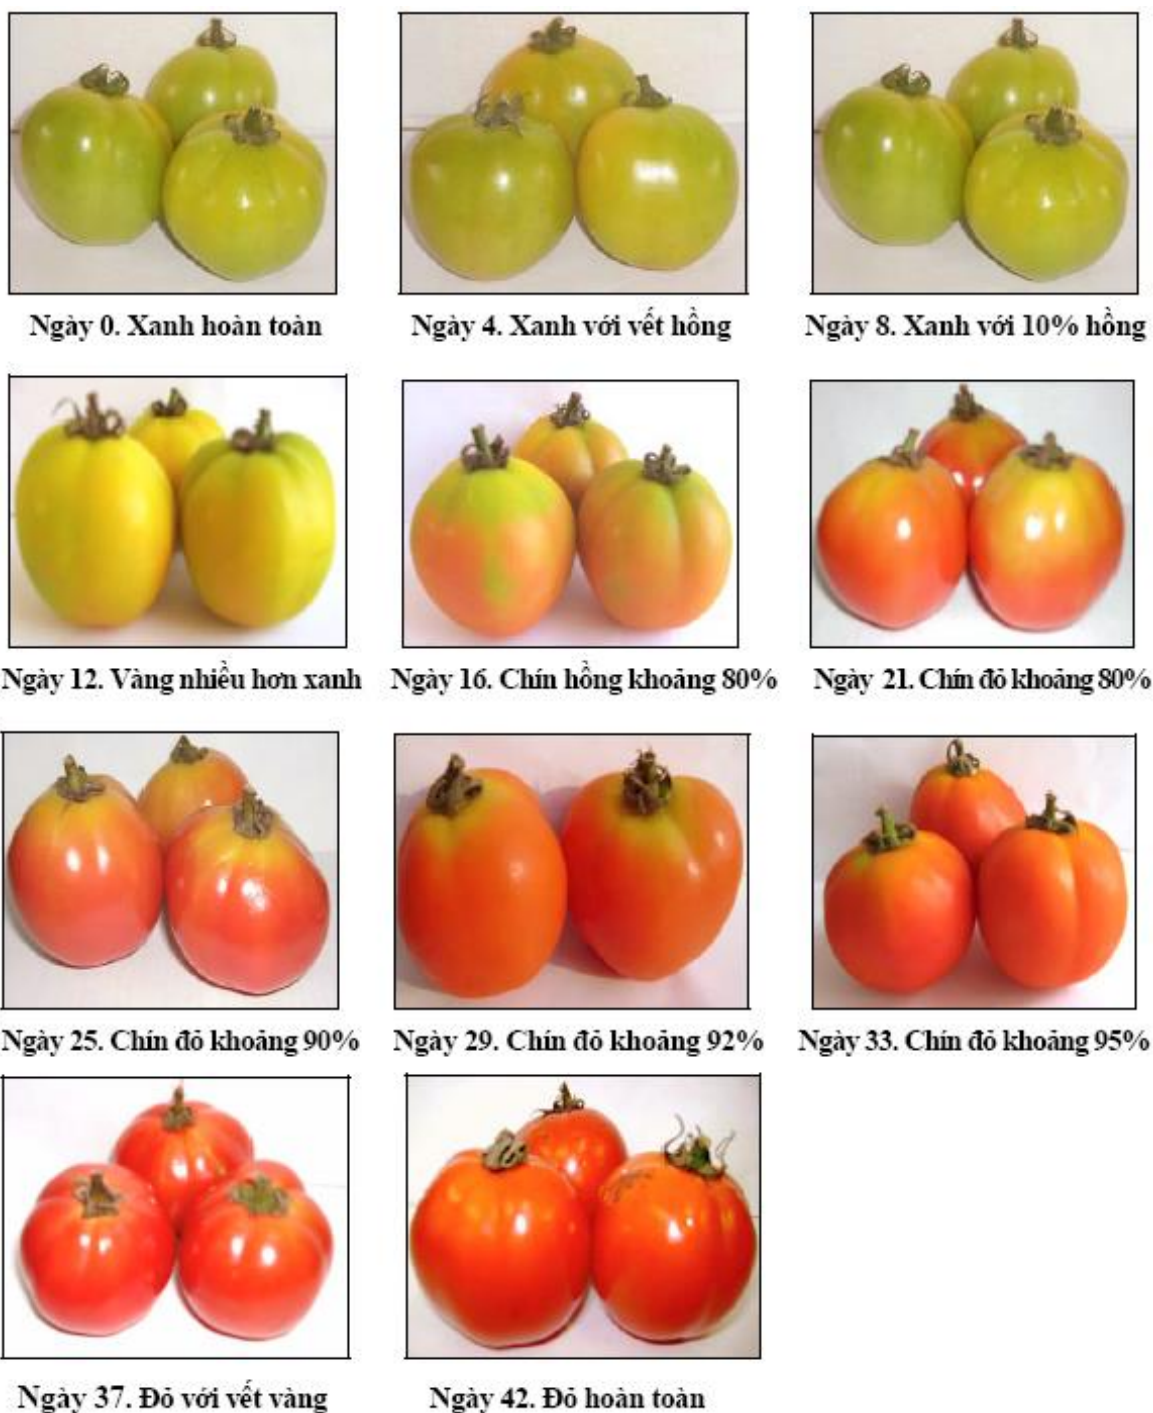 Ngày 0. Xanh hoàn toàn
Ngày 4. Xanh với vết hồng
Ngày 8. Xanh với 10% hồng
Ngày 12. Vàng nhiều hơn xanh
Ngày 16. Chín hồng khoảng 80%
Ngày 21. Chín đỏ khoảng 80%
Ngày 25. Chín đỏ khoảng 90%
Ngày 29. Chín đỏ khoảng 92%
Ngày 33. Chín đỏ khoảng 95%
Ngày 37. Đỏ với vết vàng
Ngày 42. Đỏ hoàn toàn